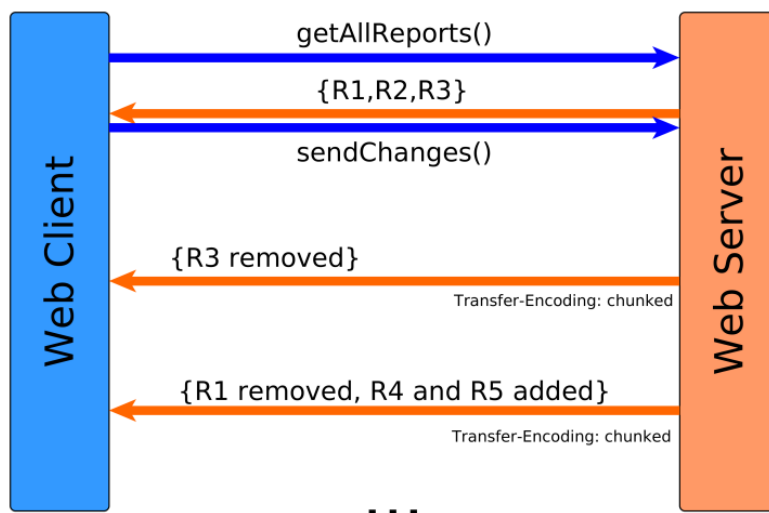 getAllReports()
{R1,R2,R3}
sendChanges()
Web Client
Web Server
{R3 removed}
Transfer-Encoding: chunked
{R1 removed, R4 and R5 added}
Transfer-Encoding: chunked
...